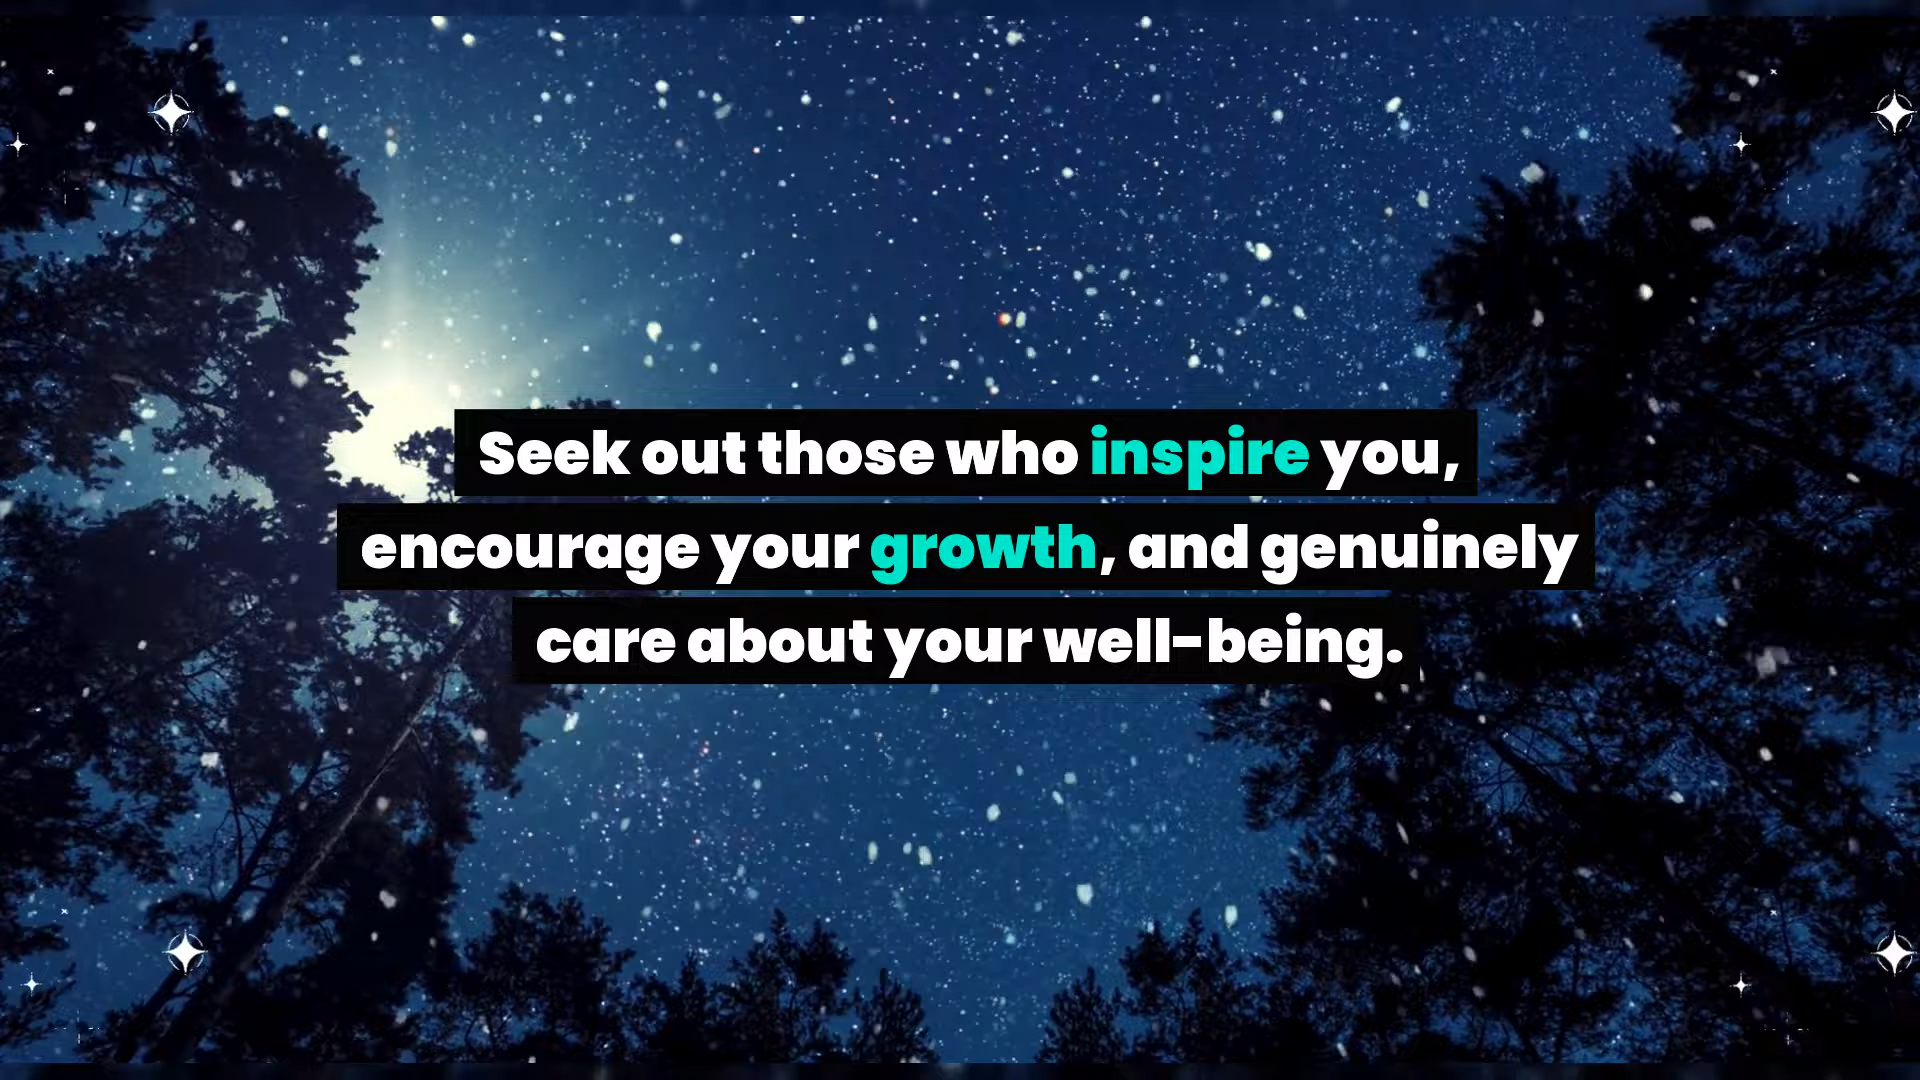 Seek out those who inspire you,
encourage your growth, and genuinely
care about your well-being.